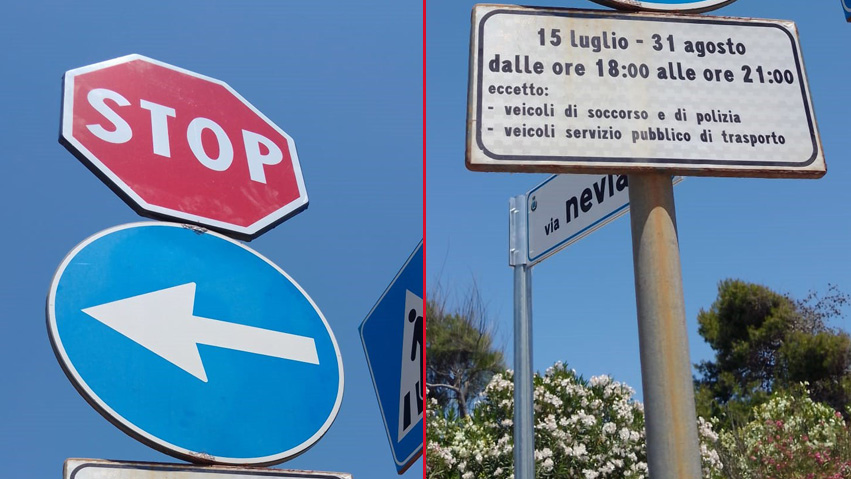 STOP
15 luglio - 31 agosto
dalle ore 18:00 alle ore 21:00
eccetto:
- veicoli di soccorso e di polizia
- veicoli servizio pubblico di trasporto
via nevia